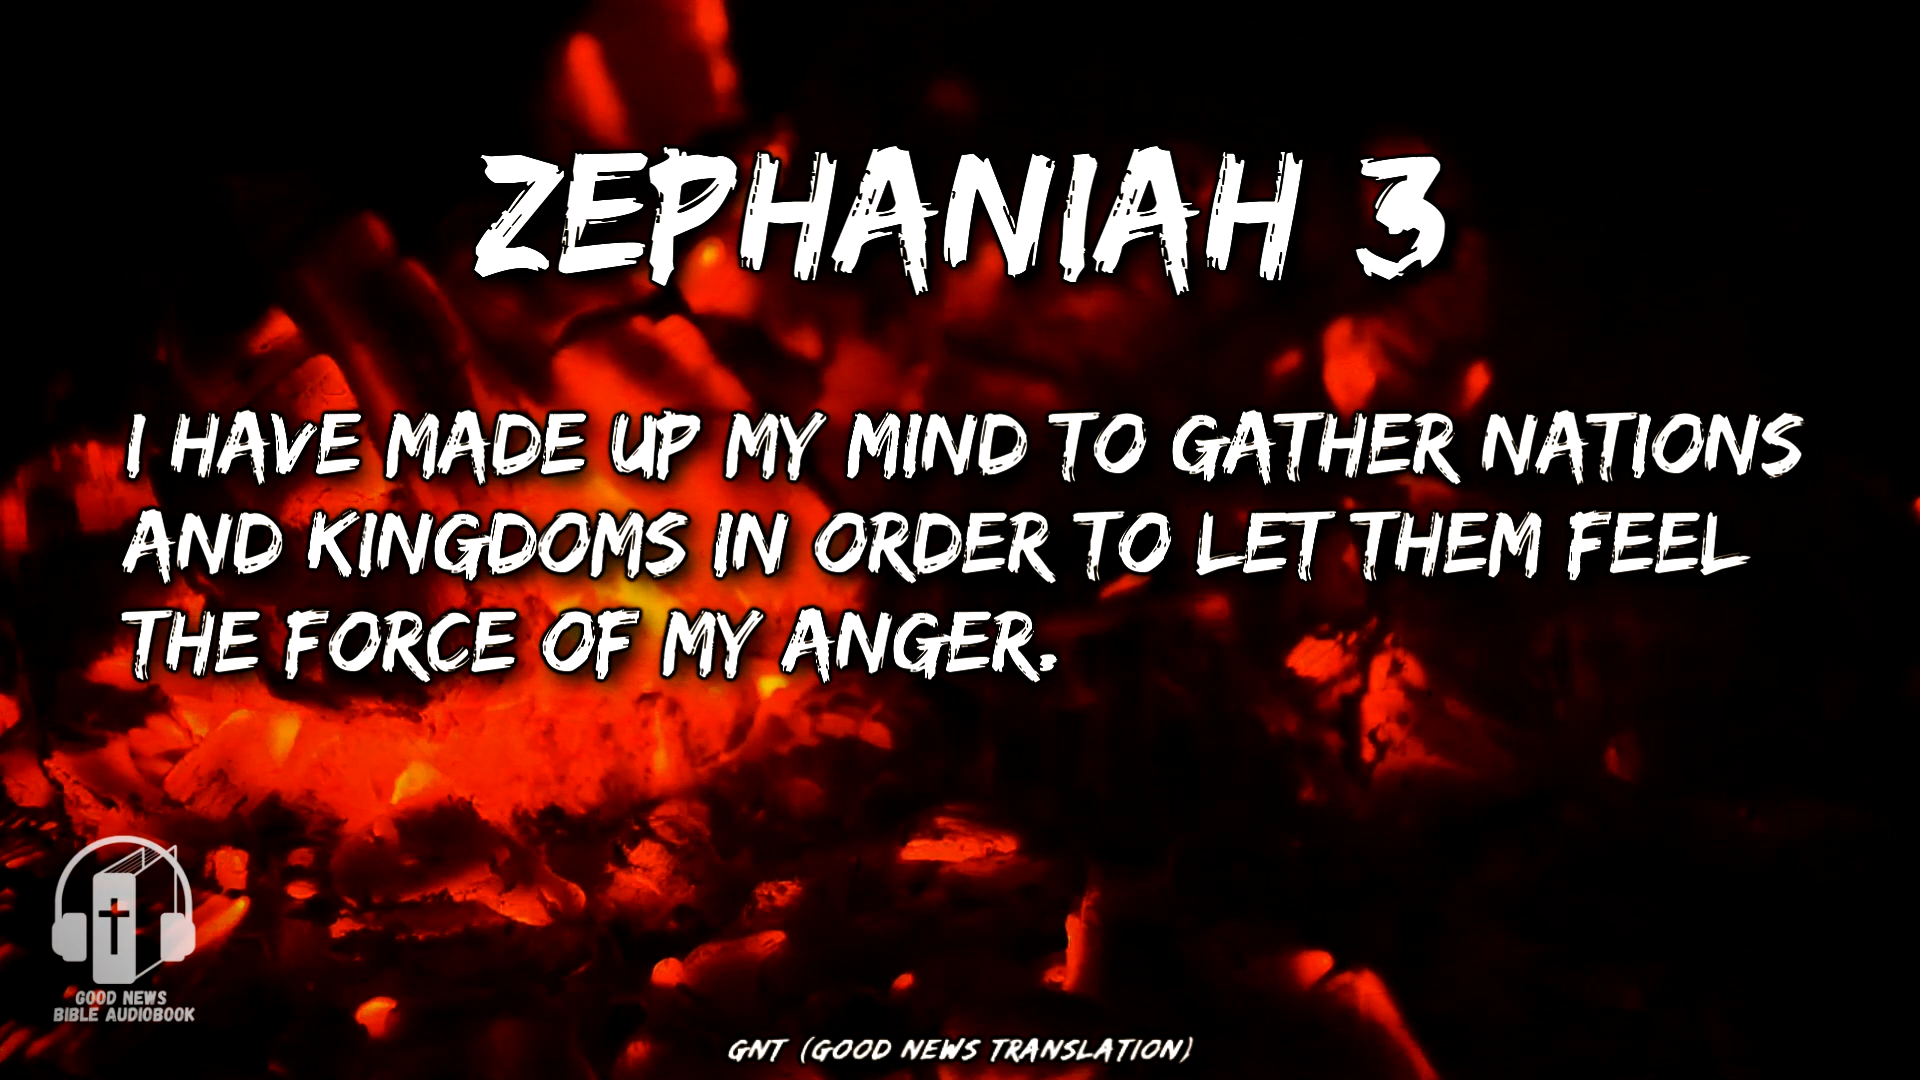 ZEPHANIAH 3
I HAVE MADE UP MY MIND TO GATHER NATIONS
AND KINGDOMS IN ORDER TO LET THEM FEEL
THE FORCE OF MY ANGER.
GOOD NEWS
BIBLE AUDIOBOOK
GNT (GOOD NEWS TRANSLATION)